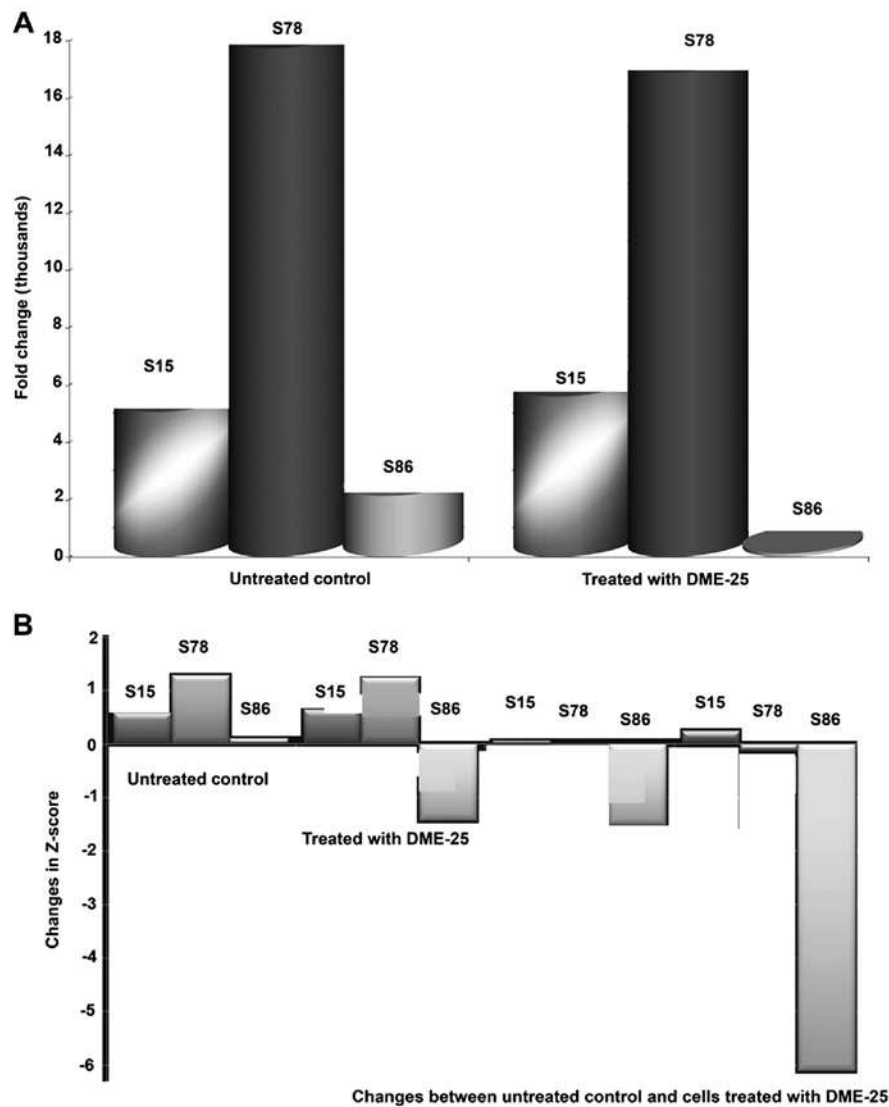 A
S78
S78
18
16
14
12
10
8
6
4
2
0
Fold change (thousands)
S15
S15
S86
S86
Untreated control
Treated with DME-25
B
2
1
0
-1
-2
-3
-4
-5
-6
Changes in Z-score
S78
S78
S15
S86
S15
S86
S15
S78
S86
S15
S78
S86
Untreated control
Treated with DME-25
Changes between untreated control and cells treated with DME-25